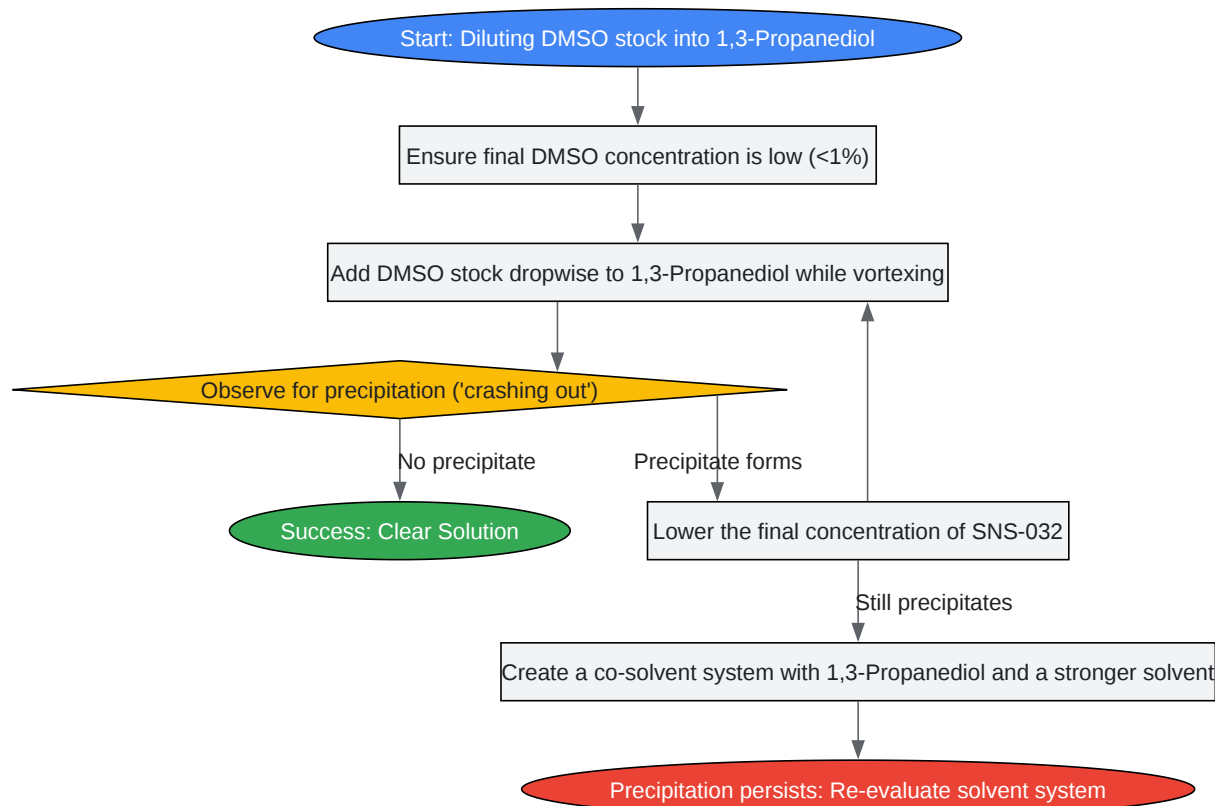 Start: Diluting DMSO stock into 1,3-Propanediol
Ensure final DMSO concentration is low (<1%)
Add DMSO stock dropwise to 1,3-Propanediol while vortexing
Observe for precipitation ('crashing out')
No precipitate
Precipitate forms
Success: Clear Solution
Lower the final concentration of SNS-032
Still precipitates
Create a co-solvent system with 1,3-Propanediol and a stronger solvent
Precipitation persists: Re-evaluate solvent system